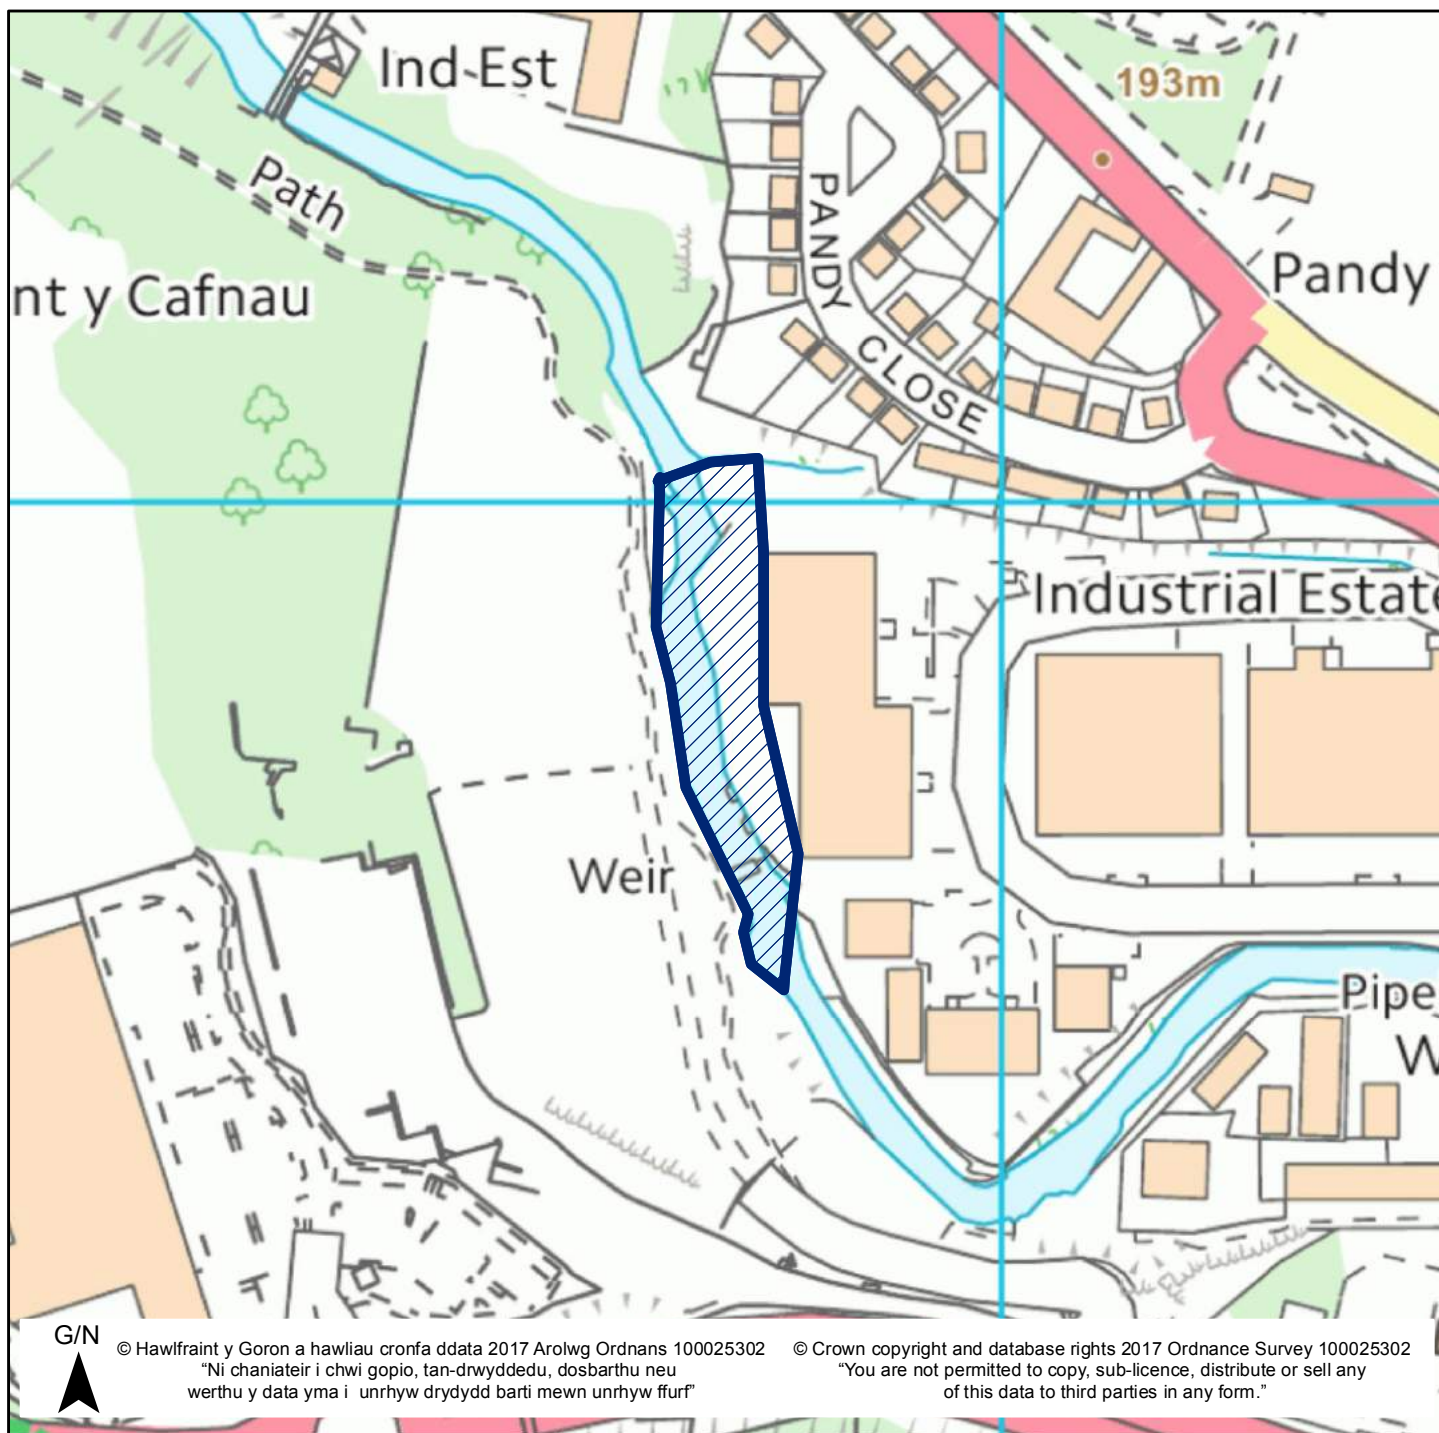 Ind Est
193m
Path
PANDY
CLOSE
Pandy
nt y Cafnau
Industrial Estate
Weir
Pipe
W
G/N
© Hawlfraint y Goron a hawliau cronfa ddata 2017 Arolwg Ordnans 100025302
“Ni chaniateir i chwi gopio, tan-drwyddedu, dosbarthu neu
werthu y data yma i unrhyw drydydd barti mewn unrhyw ffurf”
© Crown copyright and database rights 2017 Ordnance Survey 100025302
“You are not permitted to copy, sub-licence, distribute or sell any
of this data to third parties in any form.”